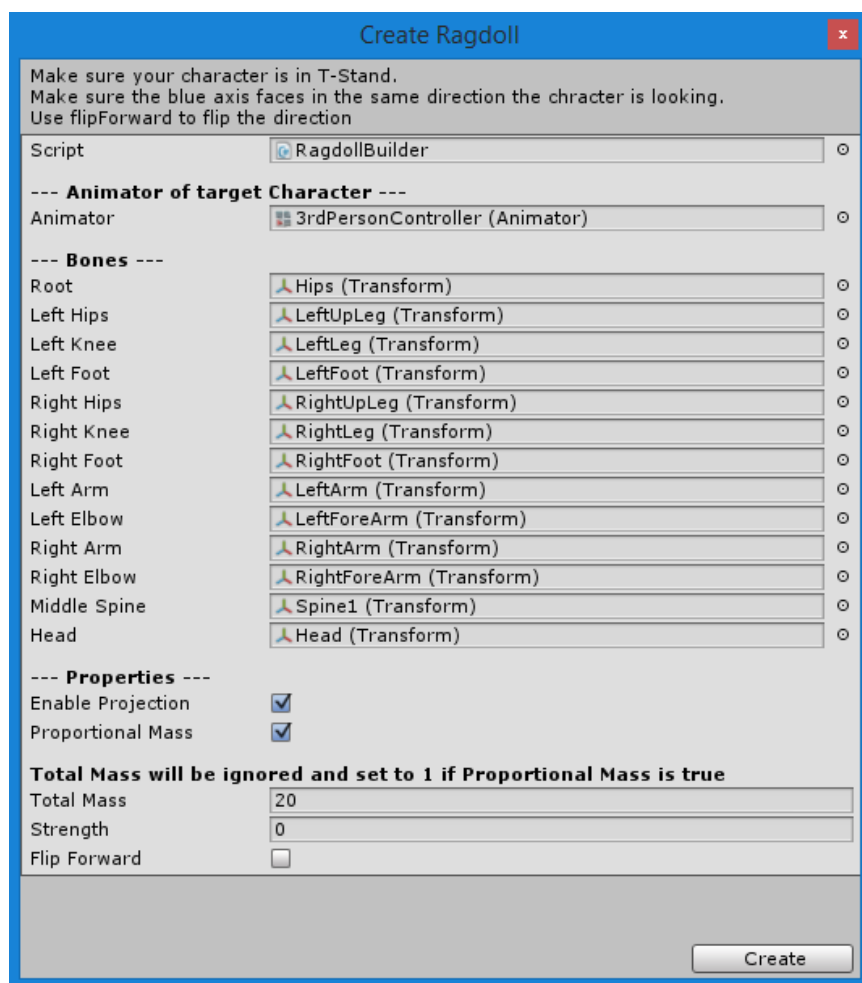 Create Ragdoll
x
Make sure your character is in T-Stand.
Make sure the blue axis faces in the same direction the chracter is looking.
Use flipForward to flip the direction
Script RagdollBuilder
--- Animator of target Character ---
Animator 3rdPersonController (Animator)
--- Bones ---
Root Hips (Transform)
Left Hips LeftUpLeg (Transform)
Left Knee LeftLeg (Transform)
Left Foot LeftFoot (Transform)
Right Hips RightUpLeg (Transform)
Right Knee RightLeg (Transform)
Right Foot RightFoot (Transform)
Left Arm LeftArm (Transform)
Left Elbow LeftForeArm (Transform)
Right Arm RightArm (Transform)
Right Elbow RightForeArm (Transform)
Middle Spine Spine1 (Transform)
Head Head (Transform)
--- Properties ---
Enable Projection
Proportional Mass
Total Mass will be ignored and set to 1 if Proportional Mass is true
Total Mass 20
Strength 0
Flip Forward
Create